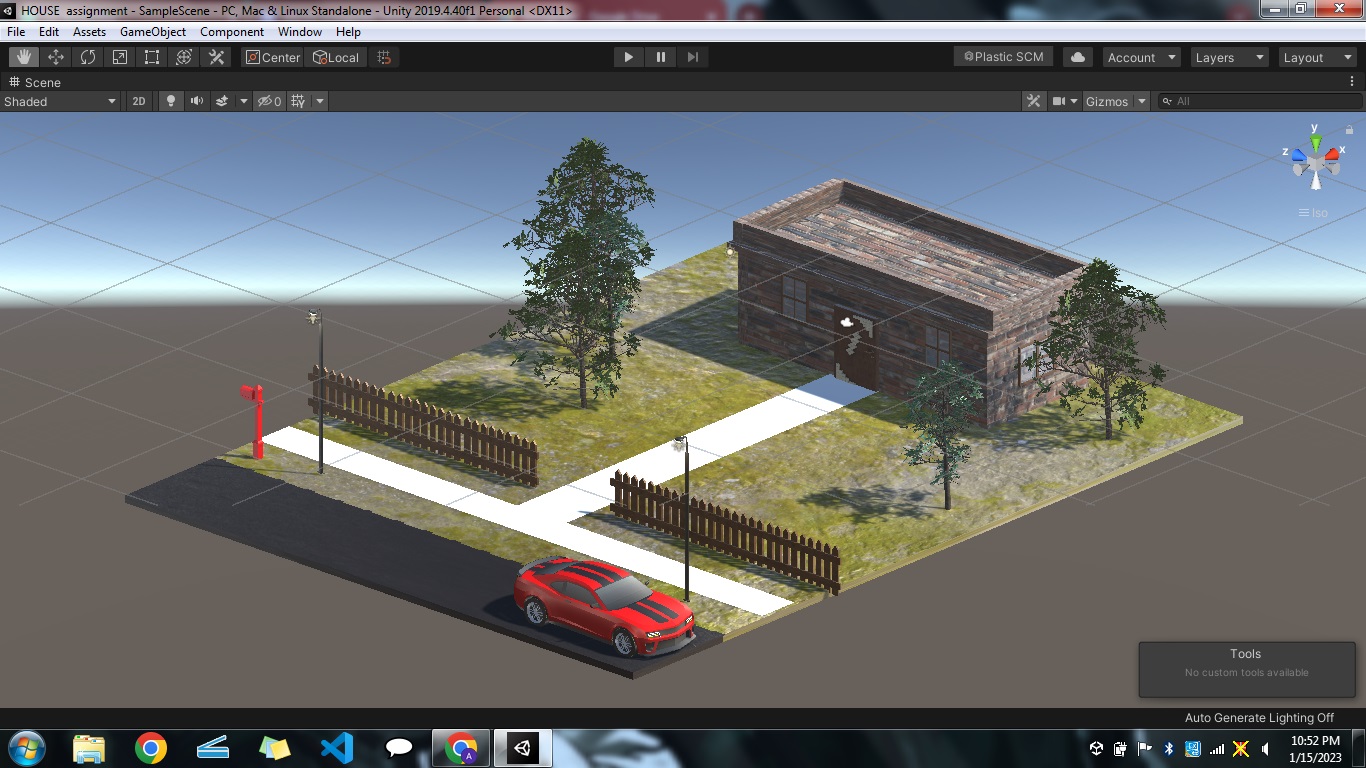 HOUSE  assignment - SampleScene - PC, Mac & Linux Standalone - Unity 2019.4.40f1 Personal <DX11>
File Edit Assets GameObject Component Window Help
Center Local Plastic SCM Account Layers Layout
Scene
Shaded 2D 0 Gizmos All
y
z x
Iso
Tools
No custom tools available
Auto Generate Lighting Off
A
10:52 PM
1/15/2023